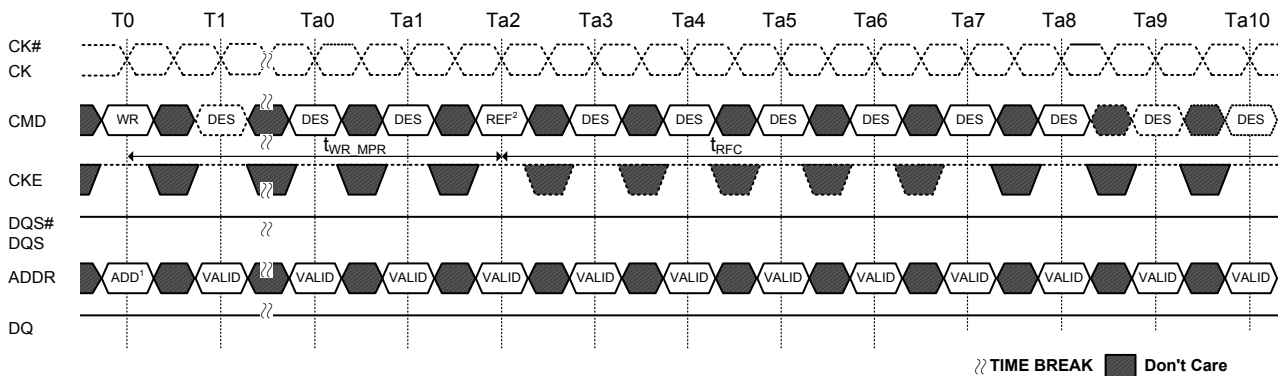 T0 T1 Ta0 Ta1 Ta2 Ta3 Ta4 Ta5 Ta6 Ta7 Ta8 Ta9 Ta10
CK#
CK
CMD WR DES DES DES REF2 DES DES DES DES DES DES DES DES
tWR_MPR tRFC
CKE
DQS#
DQS
ADDR ADD1 VALID VALID VALID VALID VALID VALID VALID VALID VALID VALID VALID VALID
DQ
TIME BREAK Don't Care